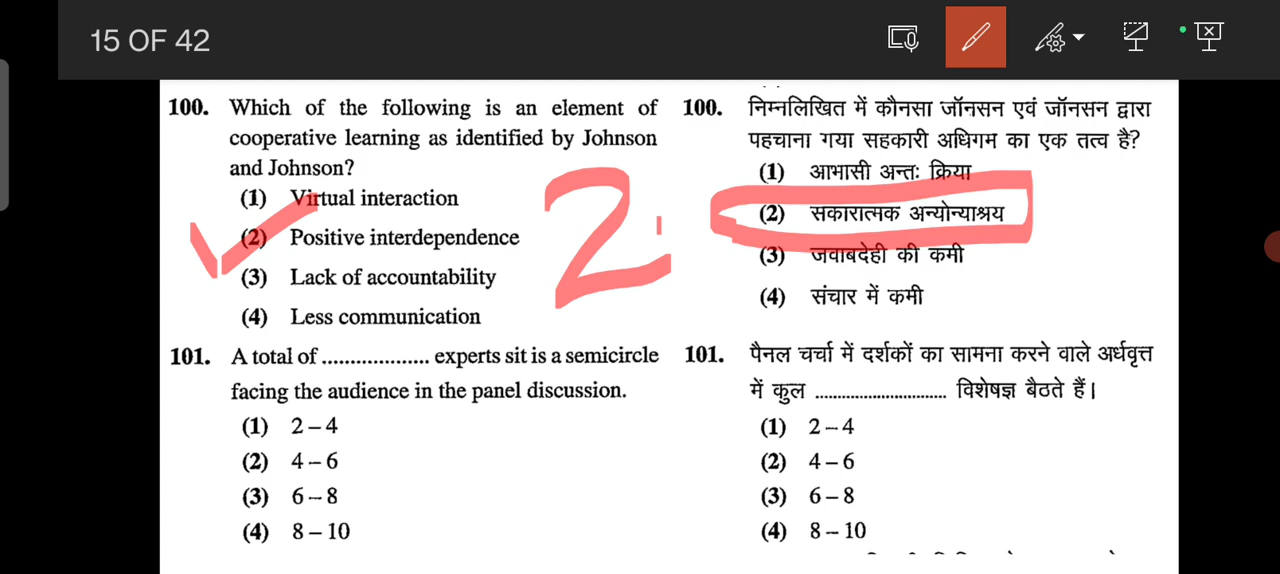 15 OF 42
100. Which of the following is an element of
cooperative learning as identified by Johnson
and Johnson?
(1) Virtual interaction
(2) Positive interdependence
(3) Lack of accountability
(4) Less communication
101. A total of ................... experts sit is a semicircle
facing the audience in the panel discussion.
(1) 2 – 4
(2) 4 – 6
(3) 6 – 8
(4) 8 – 10
2
100. निम्नलिखित में कौनसा जॉनसन एवं जॉनसन द्वारा
पहचाना गया सहकारी अधिगम का एक तत्व है?
(1) आभासी अन्तः क्रिया
(2) सकारात्मक अन्योन्याश्रय
(3) जवाबदेही की कमी
(4) संचार में कमी
101. पैनल चर्चा में दर्शकों का सामना करने वाले अर्धवृत्त
में कुल ............................ विशेषज्ञ बैठते हैं।
(1) 2 – 4
(2) 4 – 6
(3) 6 – 8
(4) 8 – 10